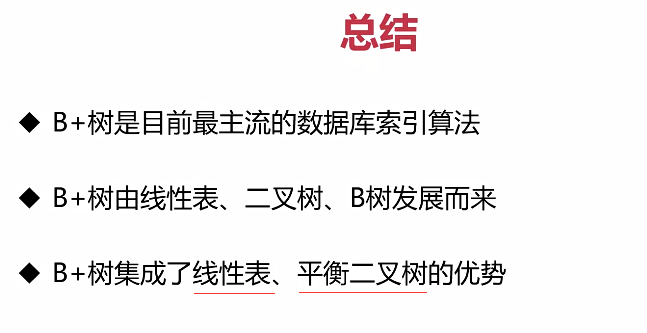 总结
◆ B+树是目前最主流的数据库索引算法
◆ B+树由线性表、二叉树、B树发展而来
◆ B+树集成了线性表、平衡二叉树的优势